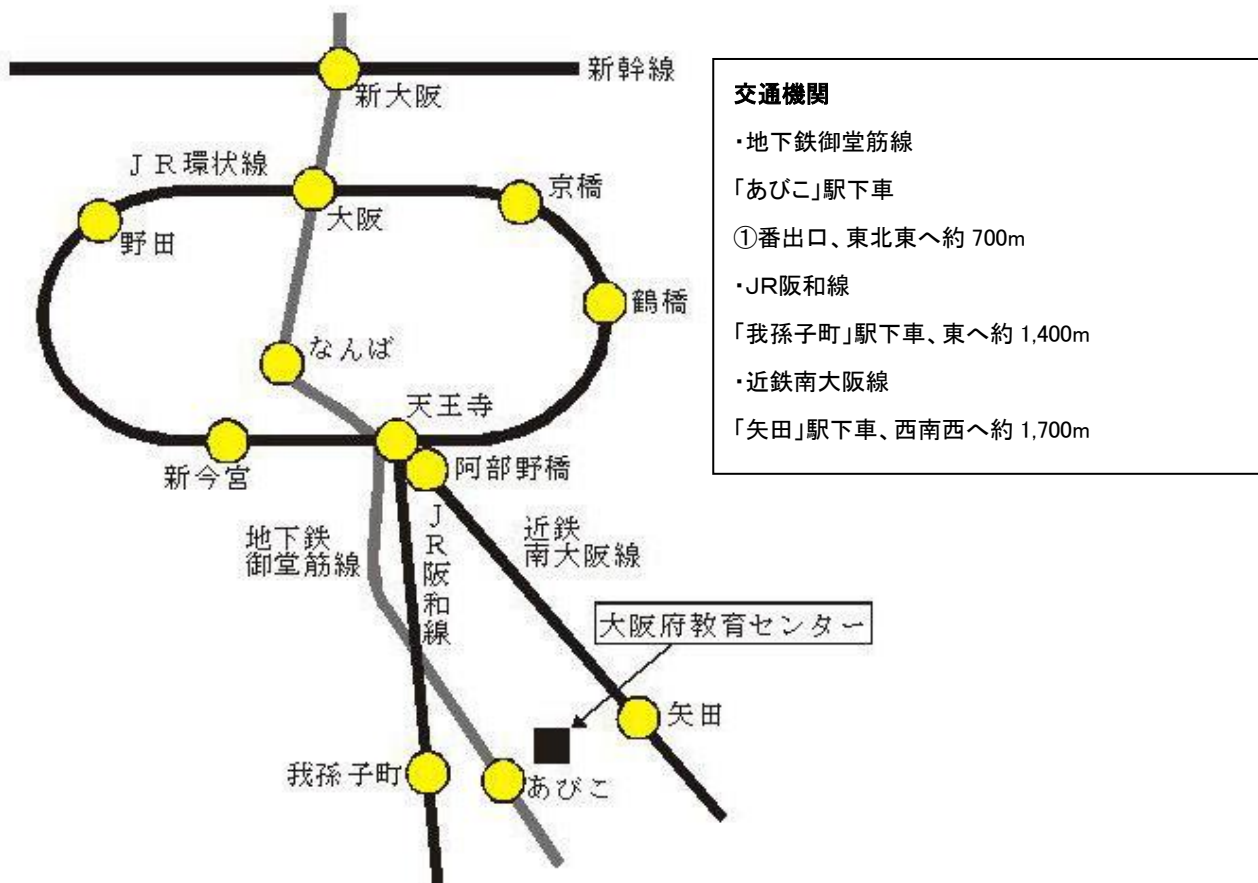 新幹線
新大阪
JR環状線
大阪
京橋
野田
鶴橋
なんば
天王寺
新今宮
阿部野橋
地下鉄
御堂筋線
JR阪和線
近鉄
南大阪線
大阪府教育センター
矢田
我孫子町
あびこ
交通機関
・地下鉄御堂筋線
「あびこ」駅下車
①番出口、東北東へ約 700m
・JR阪和線
「我孫子町」駅下車、東へ約 1,400m
・近鉄南大阪線
「矢田」駅下車、西南西へ約 1,700m